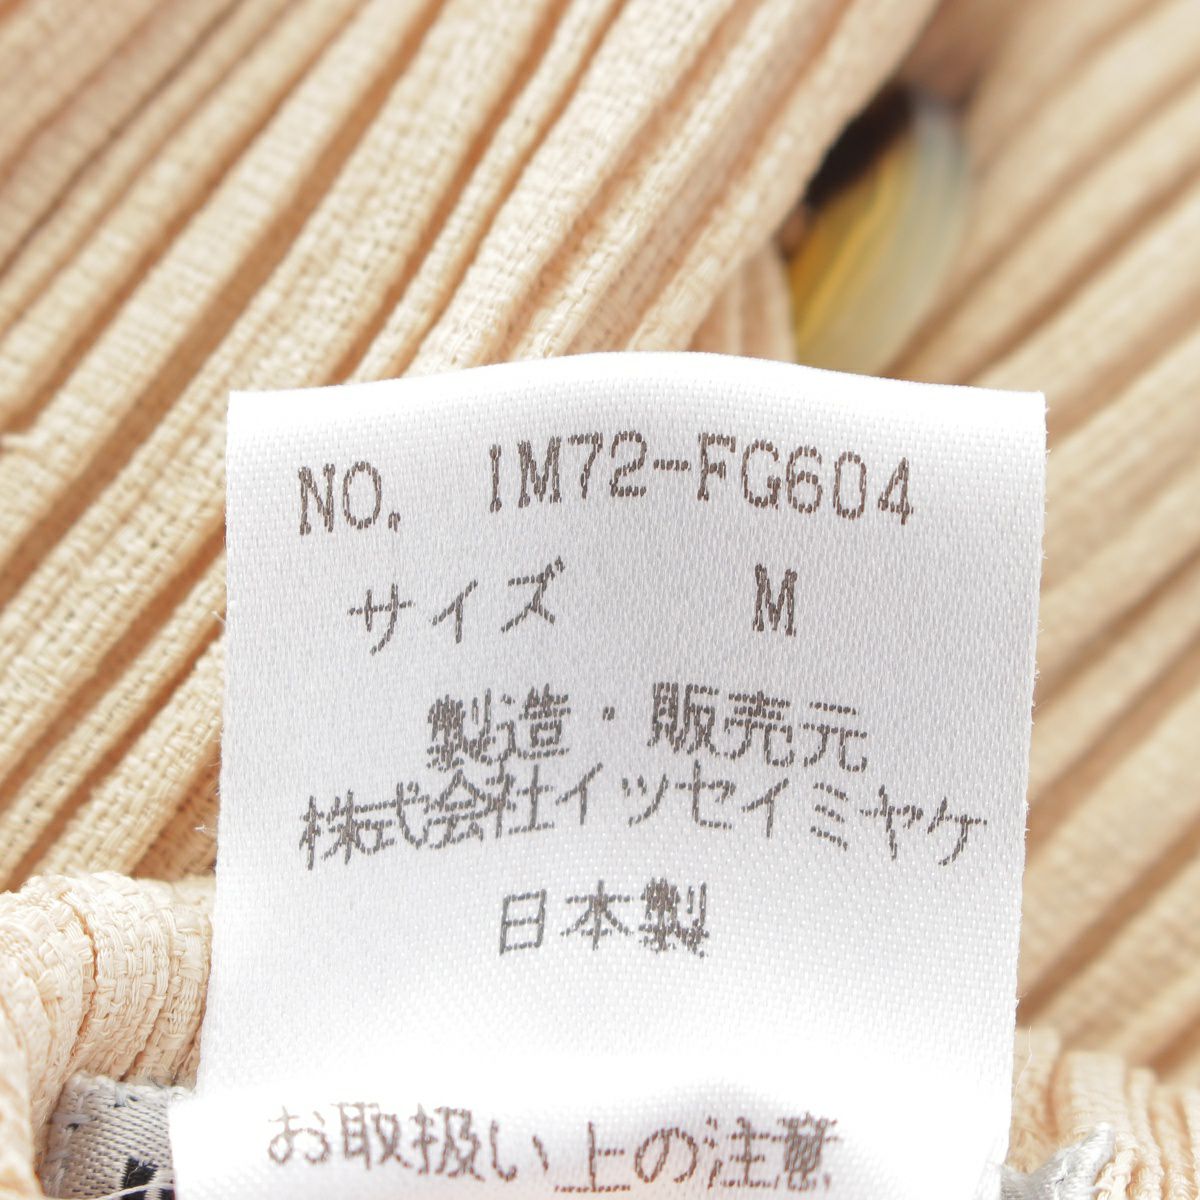 NO. IM72-FG604
サイズ M
製造・販売元
株式会社イッセイミヤケ
日本製
お取扱い上の注意